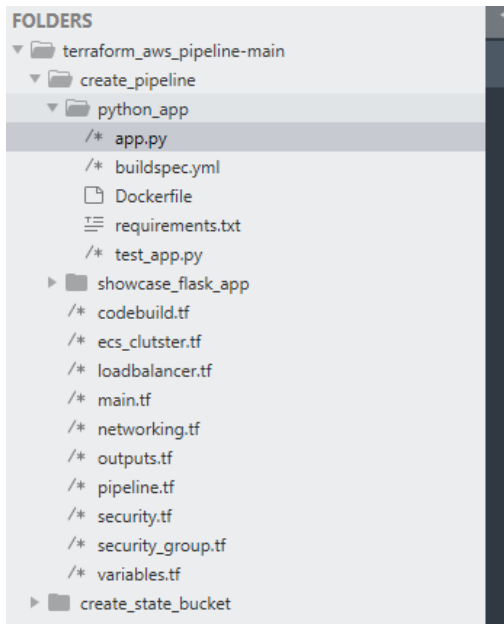 FOLDERS
terraform_aws_pipeline-main
create_pipeline
python_app
/* app.py
/* buildspec.yml
Dockerfile
requirements.txt
/* test_app.py
showcase_flask_app
/* codebuild.tf
/* ecs_clutster.tf
/* loadbalancer.tf
/* main.tf
/* networking.tf
/* outputs.tf
/* pipeline.tf
/* security.tf
/* security_group.tf
/* variables.tf
create_state_bucket